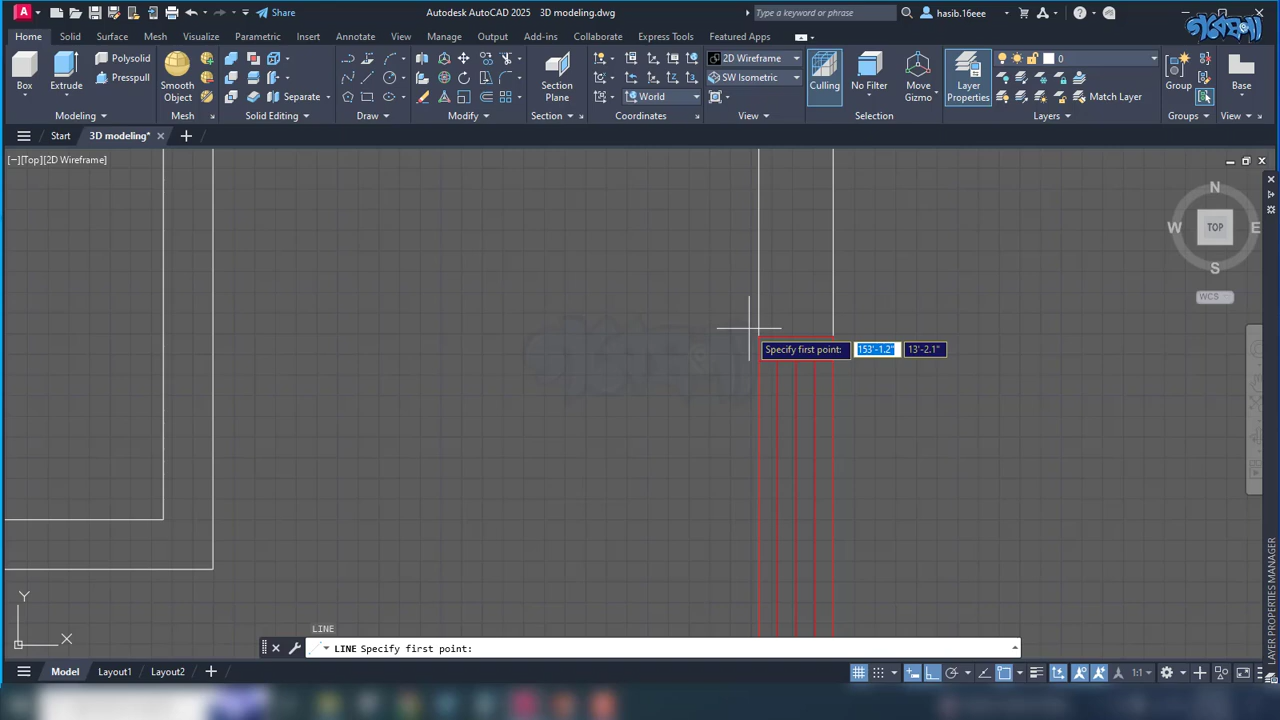 Share
Autodesk AutoCAD 2025 3D modeling.dwg
Type a keyword or phrase
hasib.16eee
গবেষণা
Home Solid Surface Mesh Visualize Parametric Insert Annotate View Manage Output Add-ins Collaborate Express Tools Featured Apps
Box
Extrude
Polysolid
Presspull
Modeling
Smooth
Object
Mesh
Separate
Solid Editing
Draw
Modify
Section
Plane
Section
World
Coordinates
2D Wireframe
SW Isometric
View
Culling
No Filter
Move
Gizmo
Selection
Layer
Properties
0
Match Layer
Layers
Group
Groups
Base
View
Start 3D modeling*
[−][Top][2D Wireframe]
N
W TOP E
S
WCS
Specify first point: 153'-1.2" 13'-2.1"
Y
X
LINE
LINE Specify first point:
LAYER PROPERTIES MANAGER
Model Layout1 Layout2
1:1